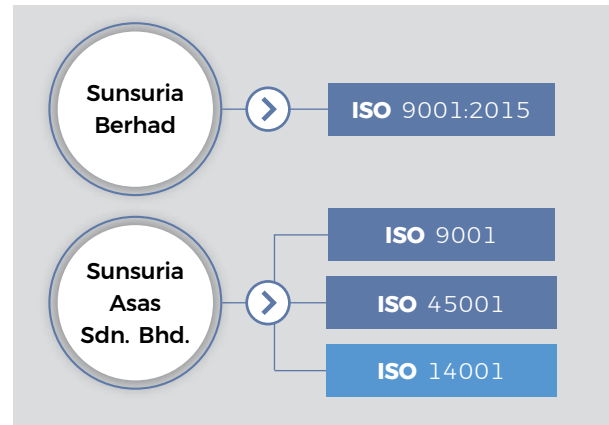 Sunsuria
Berhad
ISO 9001:2015
Sunsuria
Asas
Sdn. Bhd.
ISO 9001
ISO 45001
ISO 14001